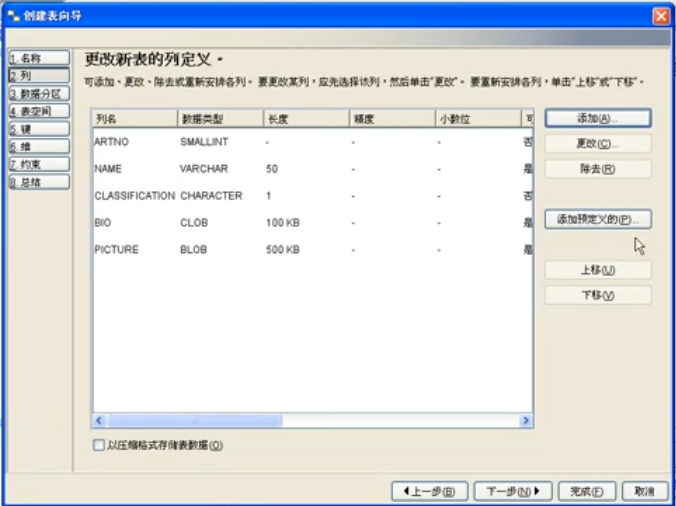 创建表向导
1. 名称
2. 列
3. 数据分区
4. 表空间
5. 键
6. 维
7. 约束
8. 总结
更改新表的列定义。
可添加、更改、除去或重新安排各列。要更改某列,应先选择该列,然后单击“更改”。要重新安排各列,单击“上移”或“下移”。
列名 数据类型 长度 精度 小数位 可
ARTNO SMALLINT - - - 否
NAME VARCHAR 50 - - 是
CLASSIFICATION CHARACTER 1 - - 否
BIO CLOB 100 KB - - 是
PICTURE BLOB 500 KB - - 是
添加(A)...
更改(C)...
除去(R)
添加预定义的(P)...
上移(U)
下移(V)
以压缩格式存储表数据(O)
上一步(B) 下一步(N) 完成(F) 取消